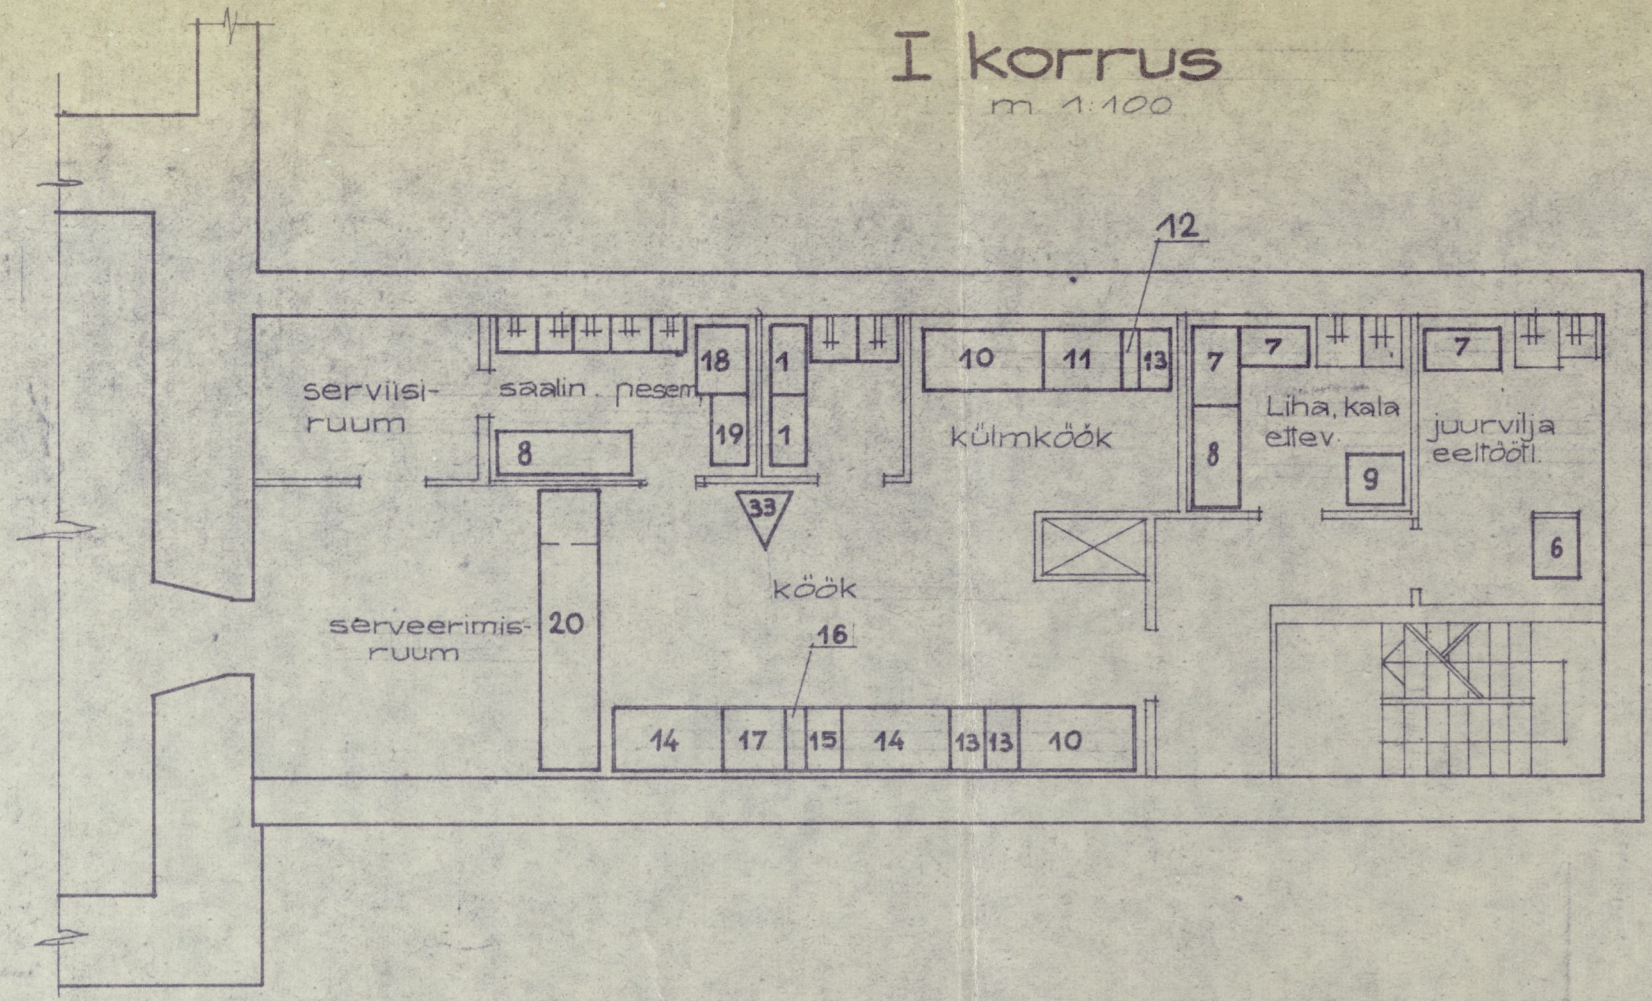 I korrus
m 1:100
12
18
1
10
11
13
7
7
7
serviisi-
ruum
saalin. pesem.
19
1
8
külmköök
8
Liha, kala
ettev.
9
juurvilja
eeltöötl.
33
6
köök
serveerimis-
ruum
20
16
14
17
15
14
13
13
10